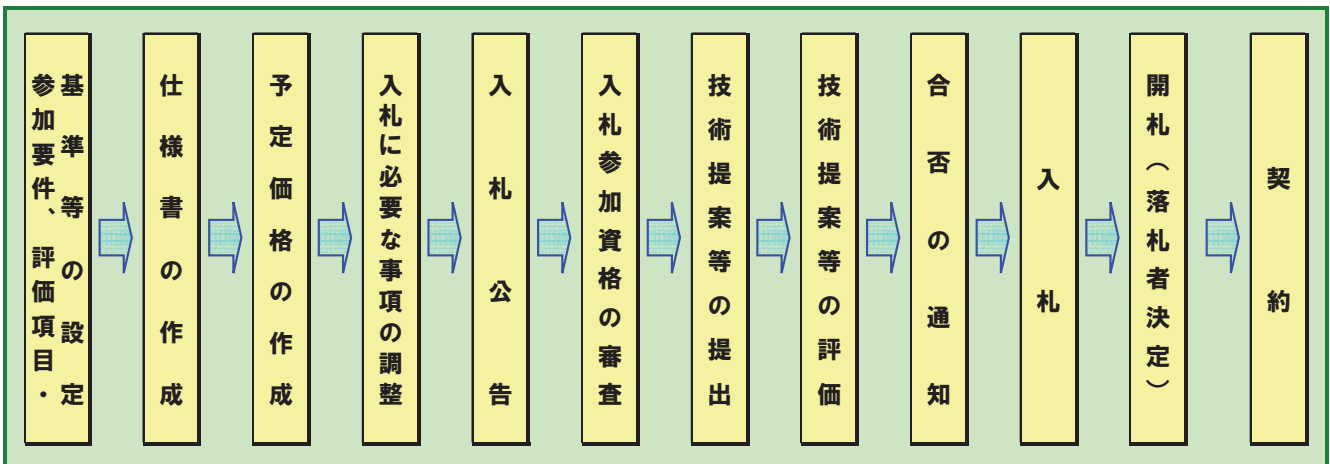 参加要件、評価項目・
基準等の設定
仕様書の作成
予定価格の作成
入札に必要な事項の調整
入札公告
入札参加資格の審査
技術提案等の提出
技術提案等の評価
合否の通知
入札
開札（落札者決定）
契約